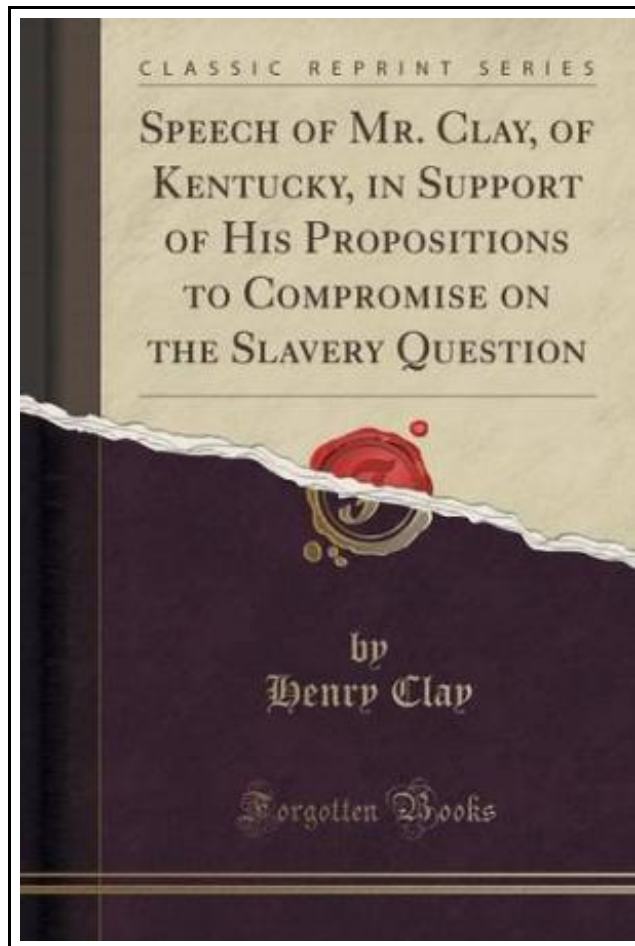 CLASSIC REPRINT SERIES
SPEECH OF MR. CLAY, OF
KENTUCKY, IN SUPPORT
OF HIS PROPOSITIONS
TO COMPROMISE ON
THE SLAVERY QUESTION
F
by
Henry Clay
Forgotten Books